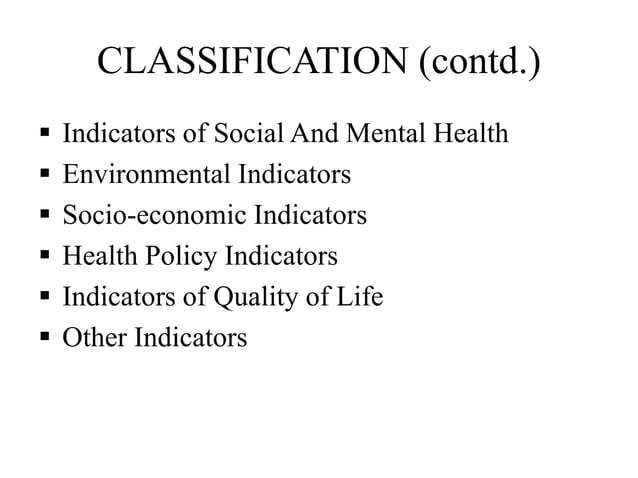 CLASSIFICATION (contd.)
▪ Indicators of Social And Mental Health
▪ Environmental Indicators
▪ Socio-economic Indicators
▪ Health Policy Indicators
▪ Indicators of Quality of Life
▪ Other Indicators